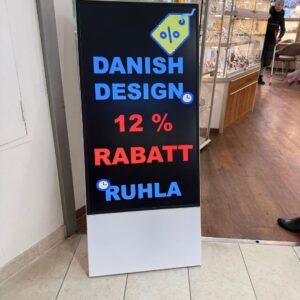 %
DANISH
DESIGN
12 %
RABATT
RUHLA